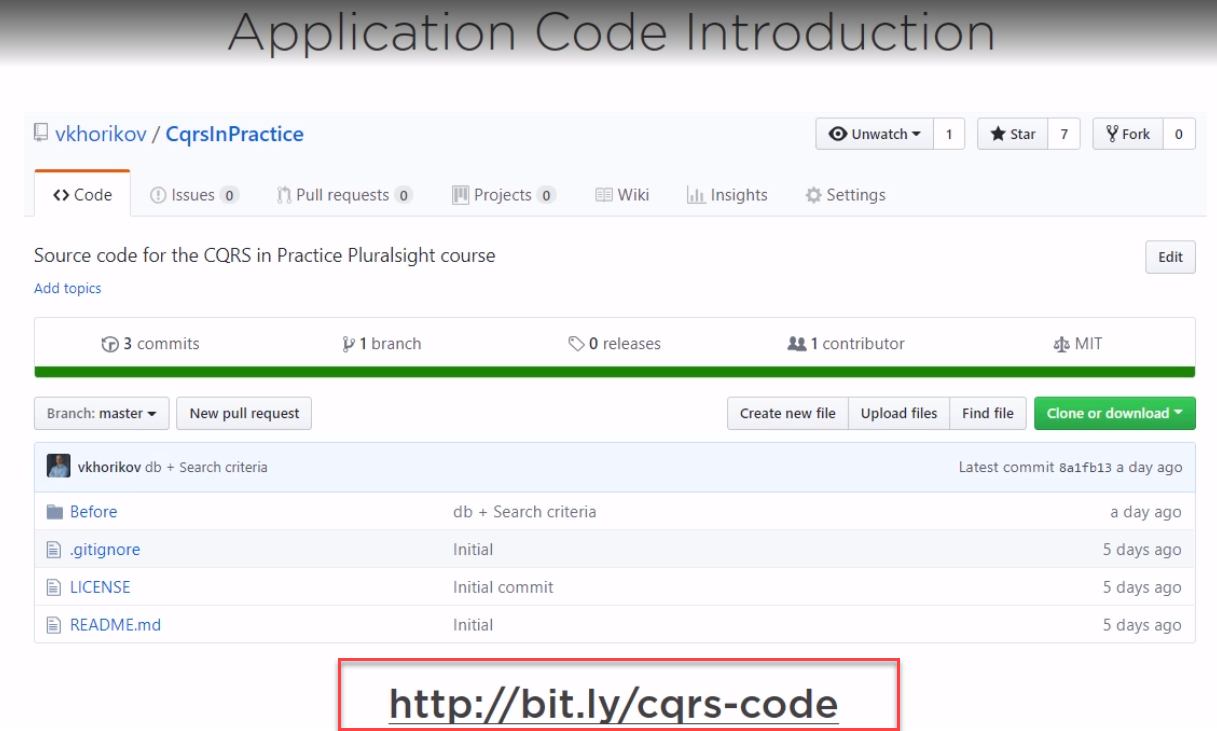 Application Code Introduction
vkhorikov / CqrsInPractice
Unwatch 1 Star 7 Fork 0
Code Issues 0 Pull requests 0 Projects 0 Wiki Insights Settings
Source code for the CQRS in Practice Pluralsight course Edit
Add topics
3 commits 1 branch 0 releases 1 contributor MIT
Branch: master New pull request Create new file Upload files Find file Clone or download
vkhorikov db + Search criteria Latest commit 8a1fb13 a day ago
Before db + Search criteria a day ago
.gitignore Initial 5 days ago
LICENSE Initial commit 5 days ago
README.md Initial 5 days ago
http://bit.ly/cqrs-code